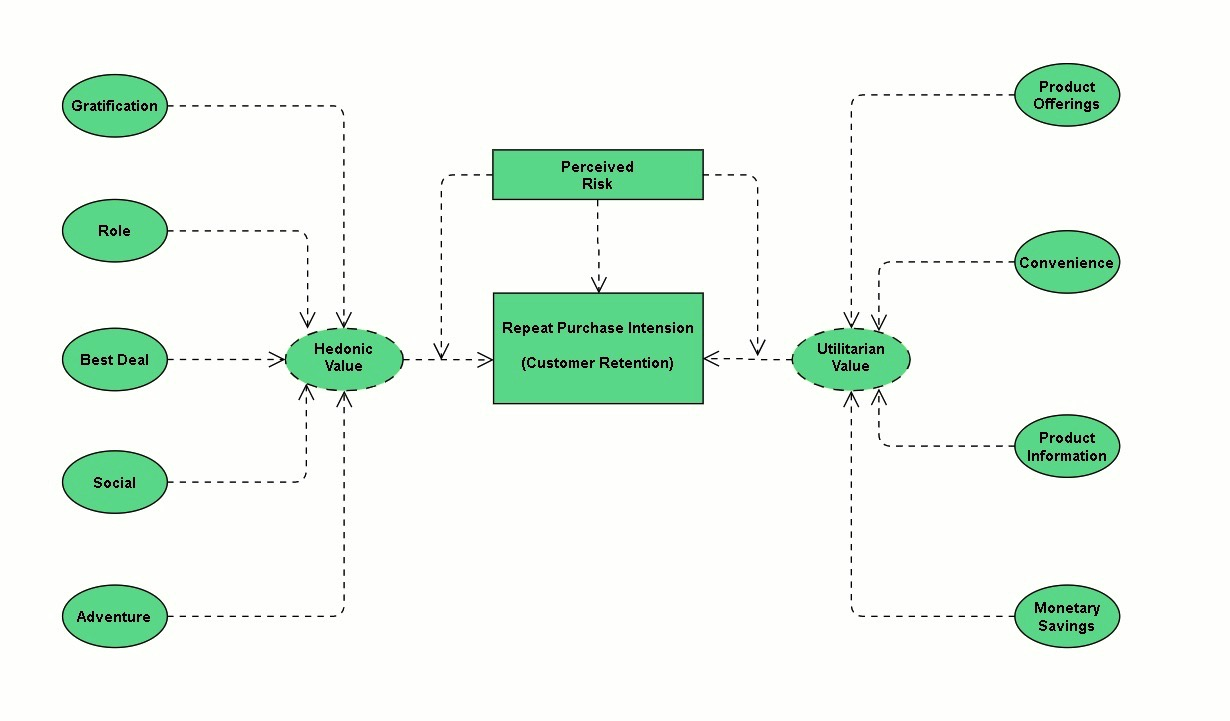 Gratification
Role
Best Deal
Social
Adventure
Hedonic
Value
Perceived
Risk
Repeat Purchase Intension
(Customer Retention)
Utilitarian
Value
Product
Offerings
Convenience
Product
Information
Monetary
Savings